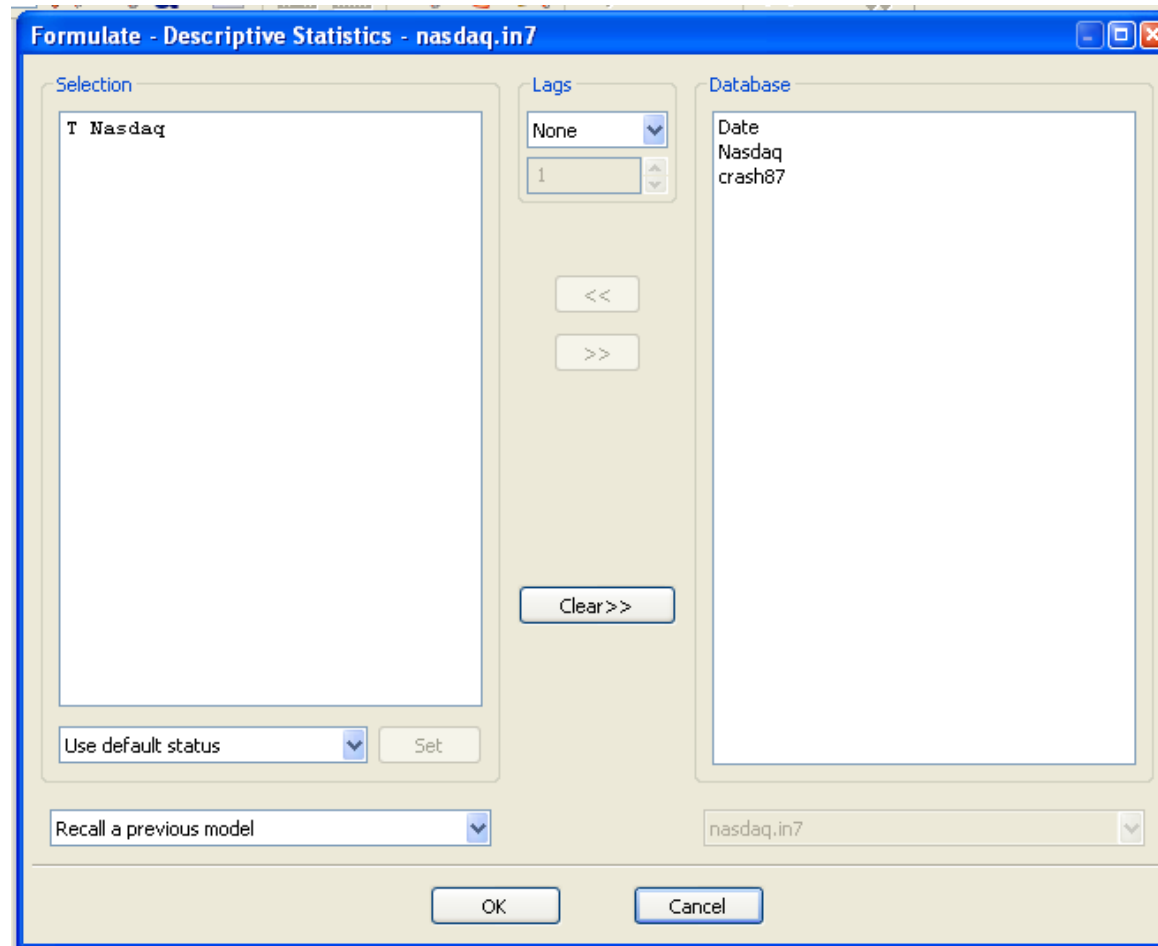 Formulate - Descriptive Statistics - nasdaq.in7
Selection
T Nasdaq
Use default status
Set
Recall a previous model
Lags
None
1
<<
>>
Clear>>
Database
Date
Nasdaq
crash87
nasdaq.in7
OK
Cancel